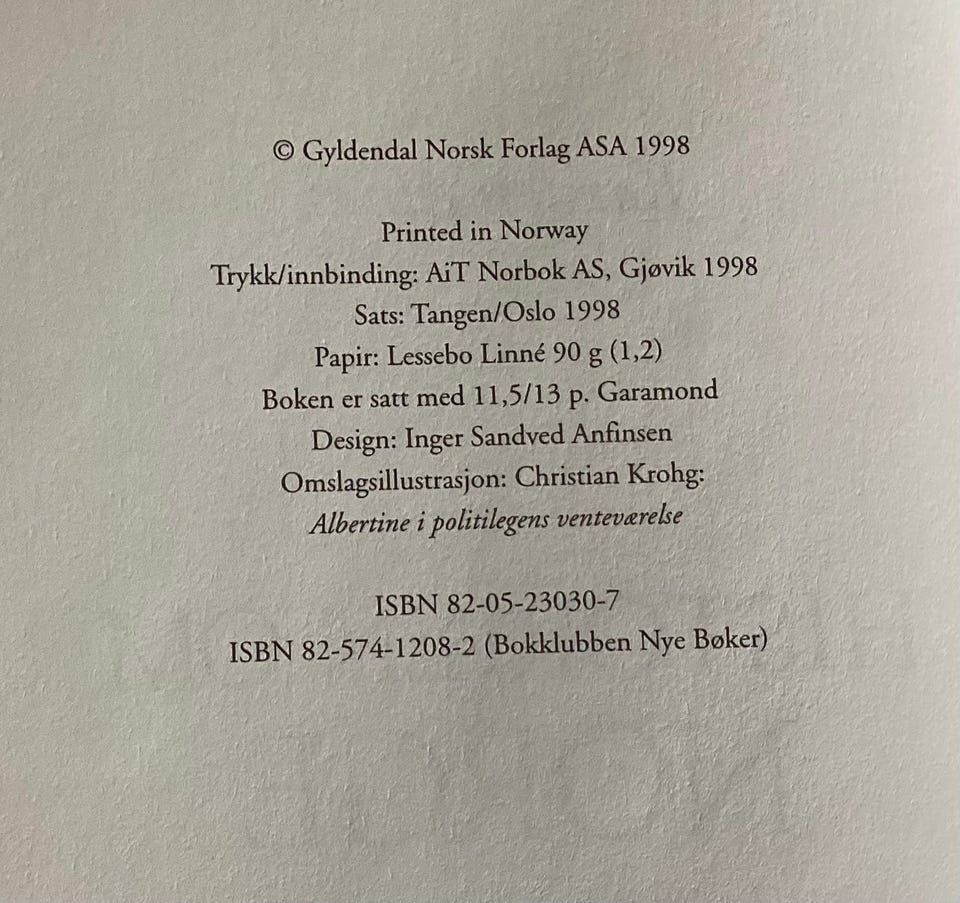 © Gyldendal Norsk Forlag ASA 1998
Printed in Norway
Trykk/innbinding: AiT Norbok AS, Gjøvik 1998
Sats: Tangen/Oslo 1998
Papir: Lessebo Linné 90 g (1,2)
Boken er satt med 11,5/13 p. Garamond
Design: Inger Sandved Anfinsen
Omslagsillustrasjon: Christian Krohg:
Albertine i politilegens venteværelse
ISBN 82-05-23030-7
ISBN 82-574-1208-2 (Bokklubben Nye Bøker)